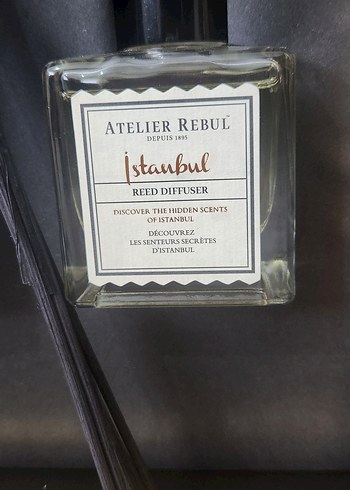 ATELIER REBUL
DEPUIS 1895
İstanbul
REED DIFFUSER
DISCOVER THE HIDDEN SCENTS
OF ISTANBUL
DÉCOUVREZ
LES SENTEURS SECRÈTES
D'ISTANBUL